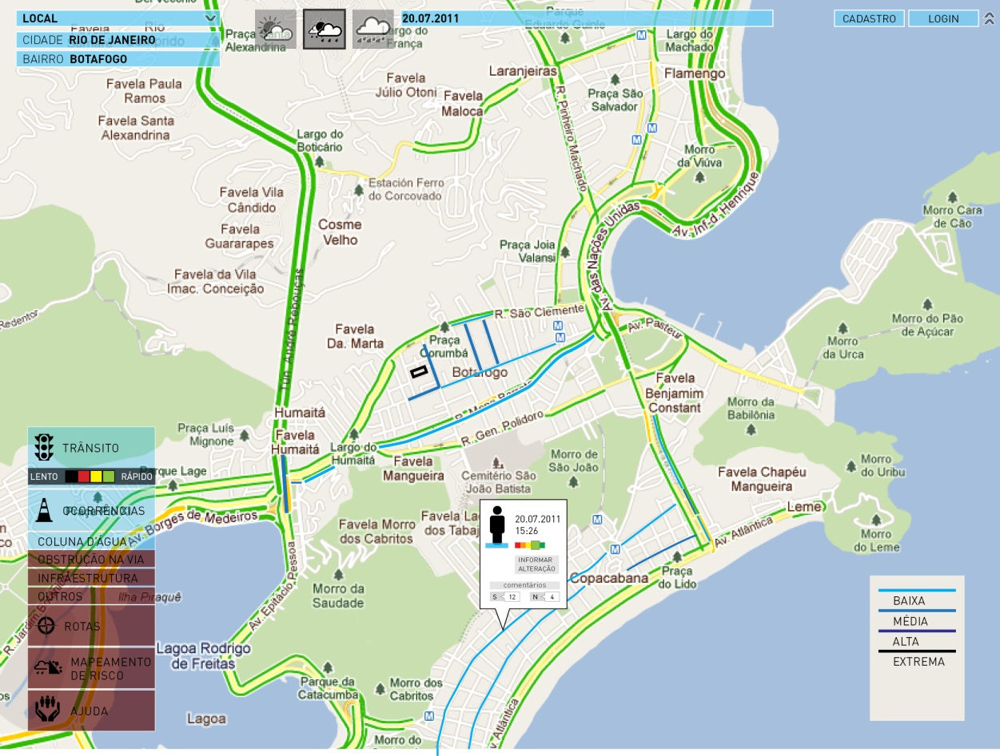 Del Vecchio
LOCAL
CIDADE RIO DE JANEIRO
BAIRRO BOTAFOGO
20.07.2011
CADASTRO
LOGIN
Rio
Favela
Praça Santa
Alexandrina
Largo do
França
Parque
Eduardo Guinle
Largo do
Machado
Flamengo
Laranjeiras
Favela Paula
Ramos
Favela
Júlio Otoni
Favela
Maloca
Praça São
Salvador
Favela Santa
Alexandrina
Largo do
Boticário
R. Pinheiro Machado
Morro
da Viúva
Estación Ferro
do Corcovado
Favela Vila
Cândido
Cosme
Velho
Favela
Guararapes
Av. das Nações Unidas
Av. Inf. d. Henrique
Morro Cara
de Cão
Praça Joia
Valansi
Favela da Vila
Imac. Conceição
Redentor
Tún. André Rebouças
R. São Clemente
Av. Pasteur
Morro do Pão
de Açúcar
Morro
da Urca
Favela
Da. Marta
Praça
Corumbá
Botafogo
Favela
Benjamim
Constant
Morro da
Babilônia
Humaitá
Praça Luís
Mignone
Favela
Humaitá
R. Gen. Polidoro
Largo do
Humaitá
Favela
Mangueira
Cemitério São
João Batista
Morro de
São João
Favela Chapéu
Mangueira
Morro
do Uribu
TRÂNSITO
LENTO
RÁPIDO
Parque Lage
OCORRÊNCIAS
COLUNA D'ÁGUA
OBSTRUÇÃO NA VIA
INFRAESTRUTURA
OUTROS
ROTAS
MAPEAMENTO
DE RISCO
AJUDA
Av. Borges de Medeiros
Favela Morro
dos Cabritos
Favela La
dos Tabaj
Leme
Av. Atlântica
Morro
do Leme
20.07.2011
15:26
INFORMAR
ALTERAÇÃO
comentários
S 12
N 4
Copacabana
Praça
do Lido
Av. Epitácio Pessoa
Morro da
Saudade
Ilha Piraquê
R. Jardim
Lagoa Rodrigo
de Freitas
Parque da
Catacumba
Morro dos
Cabritos
Lagoa
Morro do
Av. Atlântica
BAIXA
MÉDIA
ALTA
EXTREMA